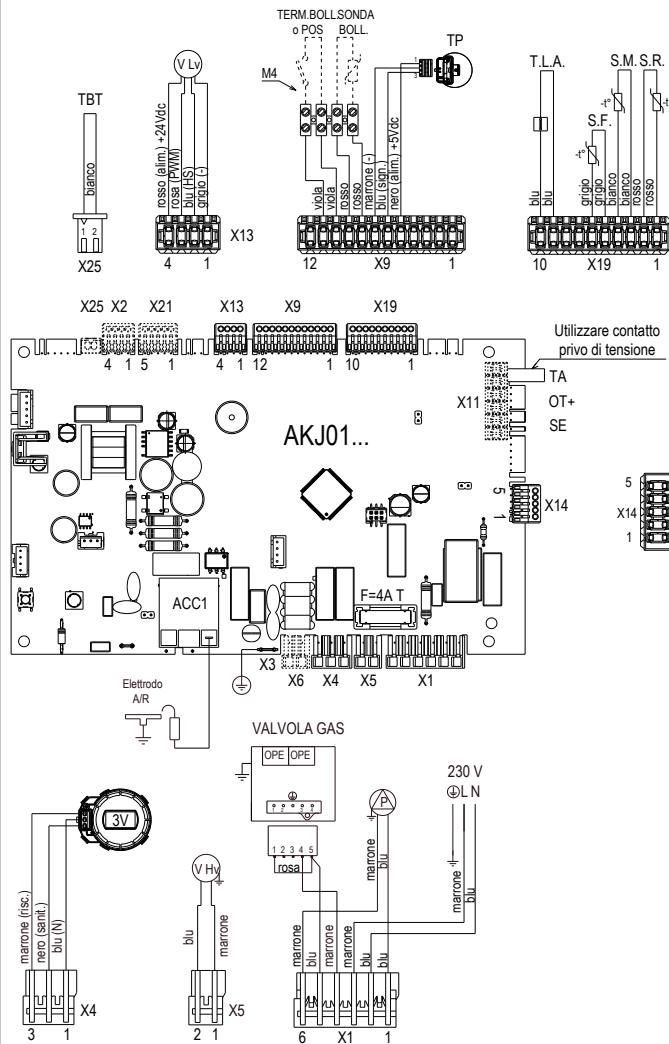 TERM.BOLL. SONDA
o POS BOLL.
TP
M4
V Lv
TBT
T.L.A.
S.M. S.R.
S.F.
-t°
-t°
-t°
bianco
rosso (alim.) +24Vdc
rosa (PWM)
blu (HS)
grigio (-)
viola
viola
rosso
rosso
marrone (-)
blu (sign.)
nero (alim.) +5Vdc
blu
blu
grigio
grigio
bianco
bianco
rosso
rosso
1 2
X25
4 1 X13
12 X9 1
10 X19 1
X25 X2 X21 X13 X9 X19
4 1 5 1 4 1 12 1 10 1
Utilizzare contatto
privo di tensione
TA
X11
OT+
SE
AKJ01...
5
1
X14
5
X14
1
ACC1
F=4A T
X3
X6 X4 X5 X1
Elettrodo
A/R
VALVOLA GAS
OPE OPE
1 2 3 4 5
rosa
P
230 V
L N
3V
V Hv
marrone (risc.)
nero (sanit.)
blu (N)
blu
marrone
marrone
blu
marrone
blu
marrone
blu
marrone
blu
marrone
blu
blu
3 1 X4
2 1 X5
6 X1 1